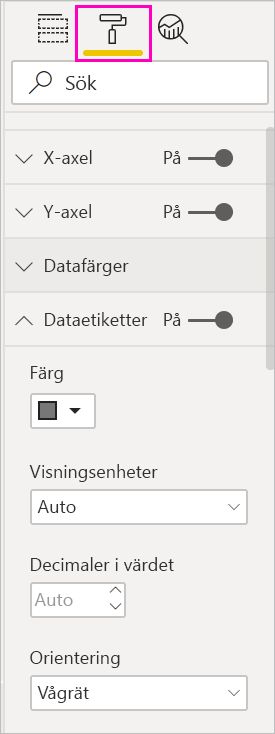 Sök
X-axel På
Y-axel På
Datafärger
Dataetiketter På
Färg
Visningsenheter
Auto
Decimaler i värdet
Auto
Orientering
Vågrät